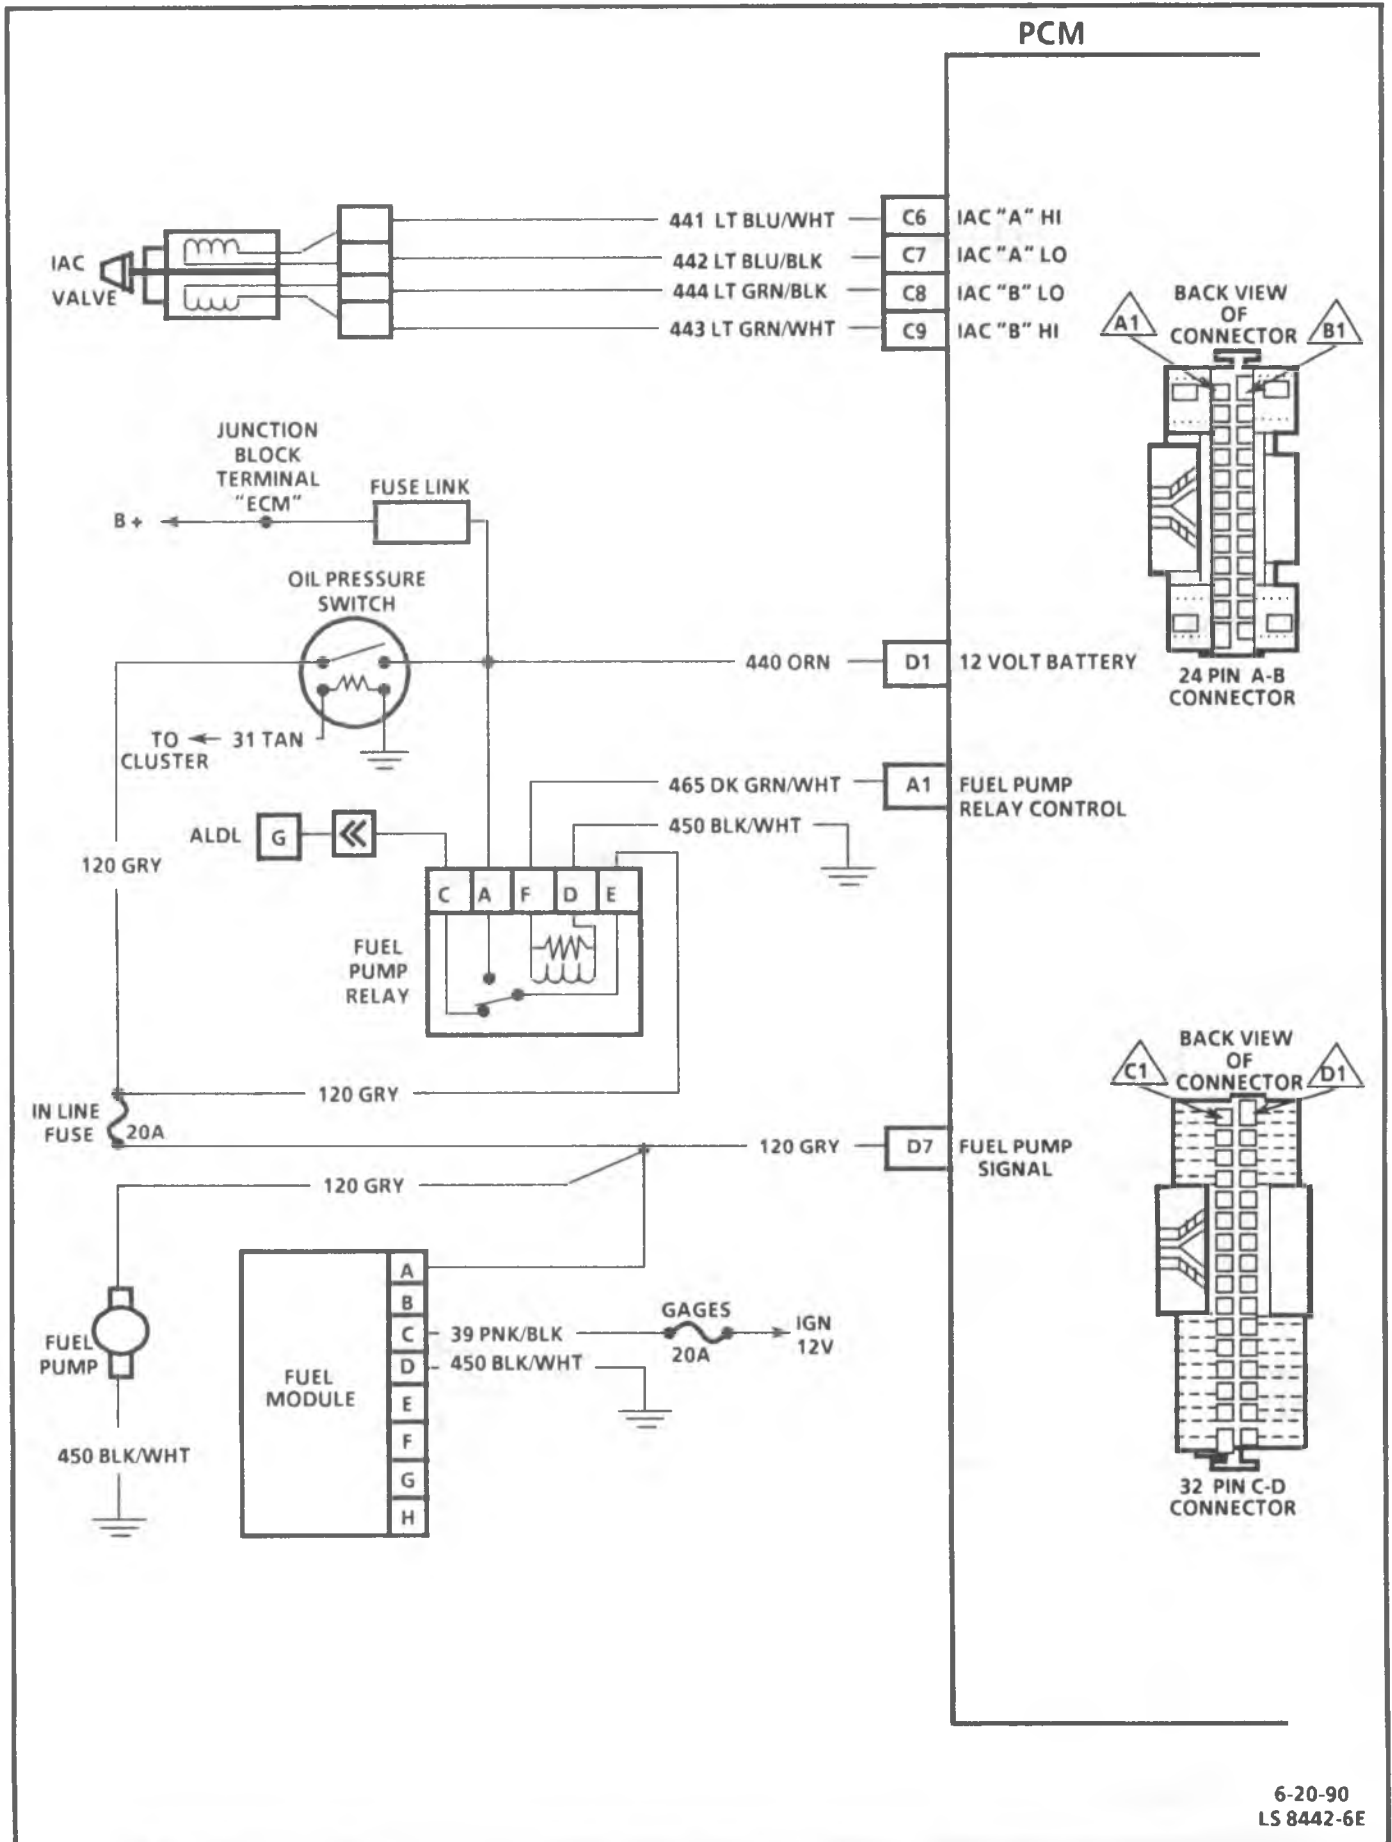 PCM
441 LT BLU/WHT
C6
IAC "A" HI
442 LT BLU/BLK
C7
IAC "A" LO
444 LT GRN/BLK
C8
IAC "B" LO
443 LT GRN/WHT
C9
IAC "B" HI
IAC
VALVE
BACK VIEW
OF
CONNECTOR
A1
B1
24 PIN A-B
CONNECTOR
JUNCTION
BLOCK
TERMINAL
"ECM"
FUSE LINK
B +
OIL PRESSURE
SWITCH
440 ORN
D1
12 VOLT BATTERY
TO
CLUSTER
31 TAN
465 DK GRN/WHT
A1
FUEL PUMP
RELAY CONTROL
450 BLK/WHT
ALDL
G
120 GRY
C
A
F
D
E
FUEL
PUMP
RELAY
120 GRY
IN LINE
FUSE
20A
120 GRY
D7
FUEL PUMP
SIGNAL
120 GRY
BACK VIEW
OF
CONNECTOR
C1
D1
32 PIN C-D
CONNECTOR
FUEL
MODULE
A
B
C
D
E
F
G
H
39 PNK/BLK
GAGES
20A
IGN
12V
450 BLK/WHT
FUEL
PUMP
450 BLK/WHT
6-20-90
LS 8442-6E